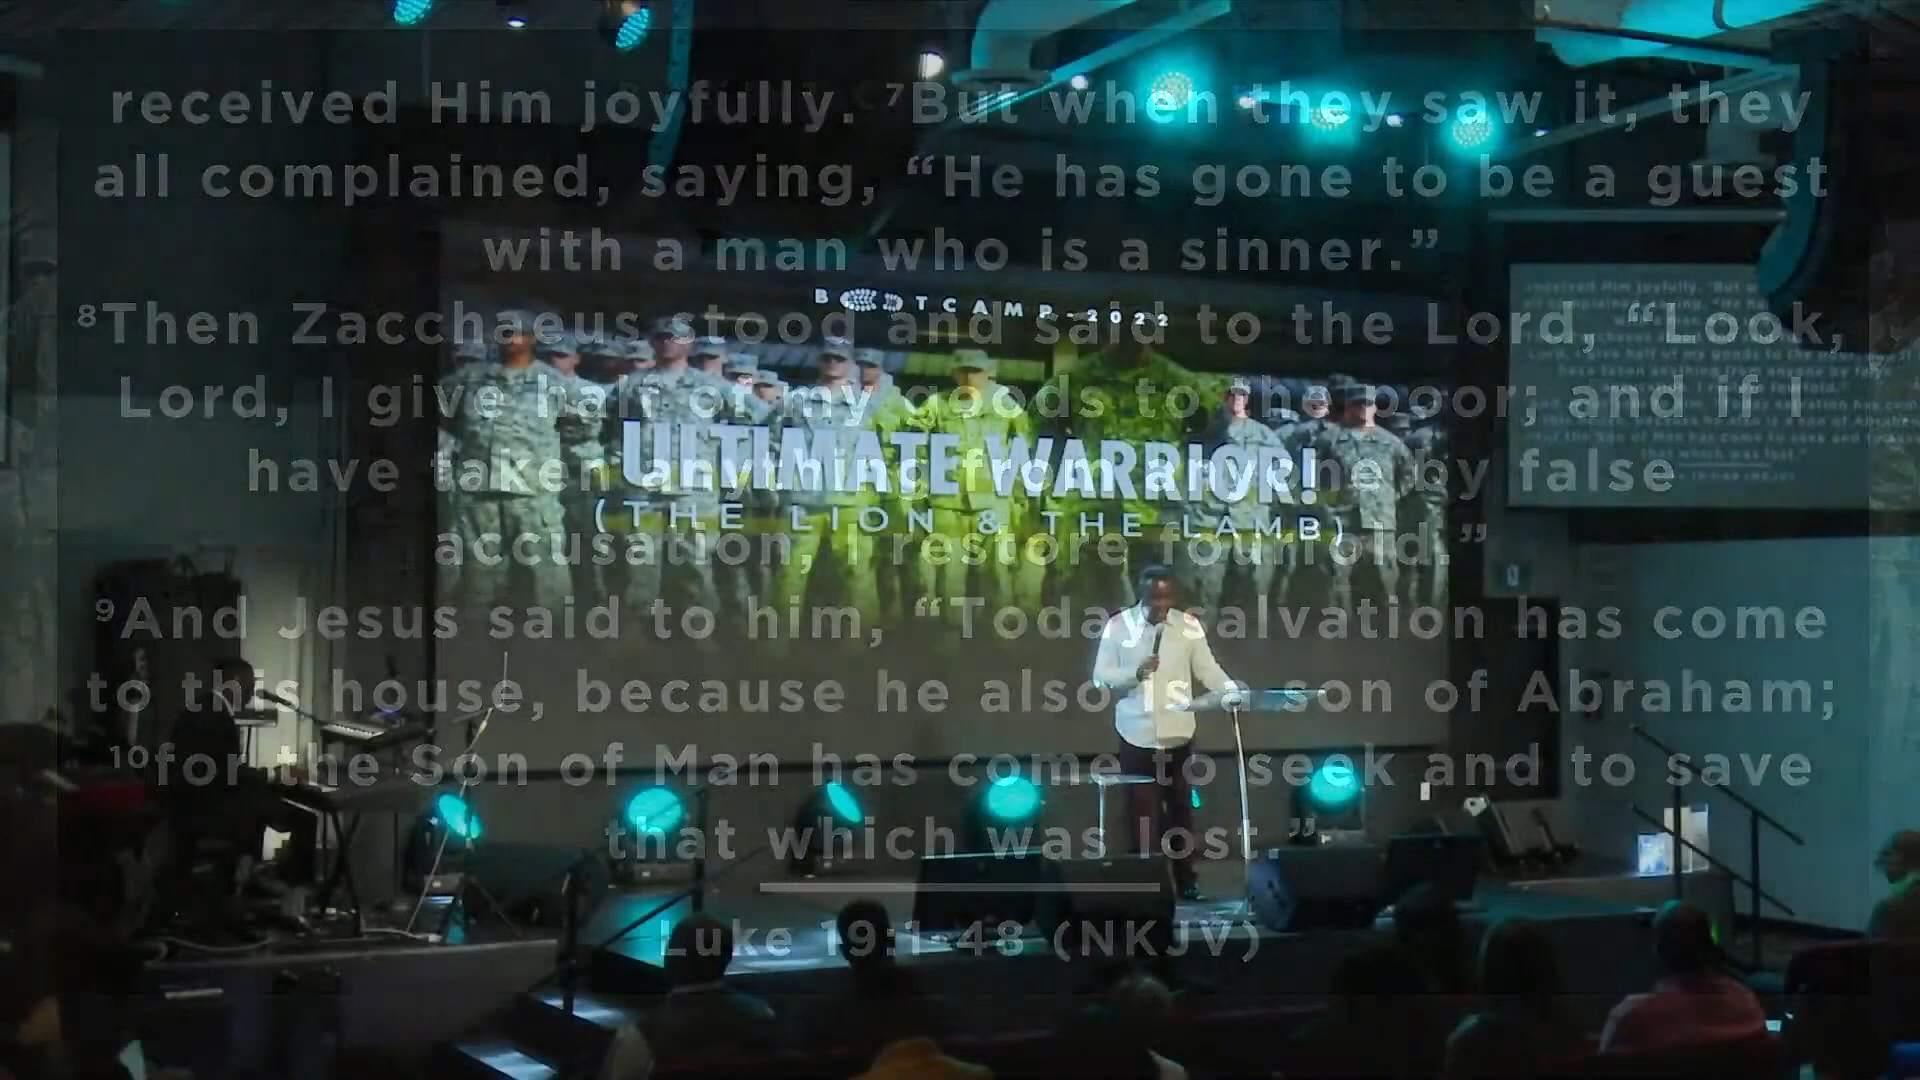 received Him joyfully. ⁷But when they saw it, they
all complained, saying, “He has gone to be a guest
with a man who is a sinner.”
⁸Then Zacchaeus stood and said to the Lord, “Look,
Lord, I give half of my goods to the poor; and if I
have taken anything from anyone by false
accusation, I restore fourfold.”
⁹And Jesus said to him, “Today salvation has come
to this house, because he also is a son of Abraham;
¹⁰for the Son of Man has come to seek and to save
that which was lost.”
Luke 19:1-48 (NKJV)
BOOTCAMP-2022
ULTIMATE WARRIOR!
(THE LION & THE LAMB)